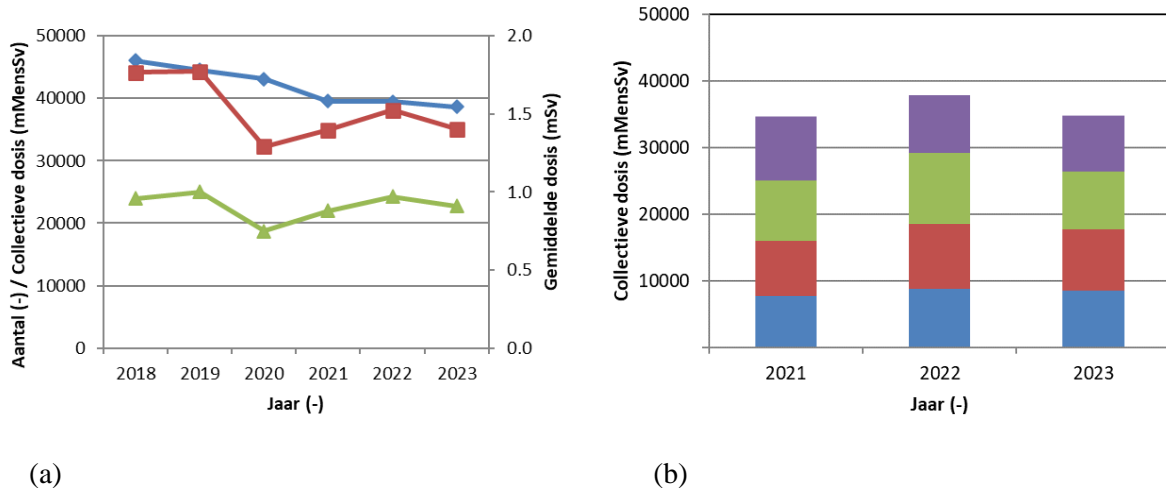 Aantal (-) / Collectieve dosis (mMensSv)
50000
40000
30000
20000
10000
0
2.0
1.5
1.0
0.5
0.0
Gemiddelde dosis (mSv)
2018 2019 2020 2021 2022 2023
Jaar (-)
(a)
Collectieve dosis (mMensSv)
50000
40000
30000
20000
10000
2021 2022 2023
Jaar (-)
(b)